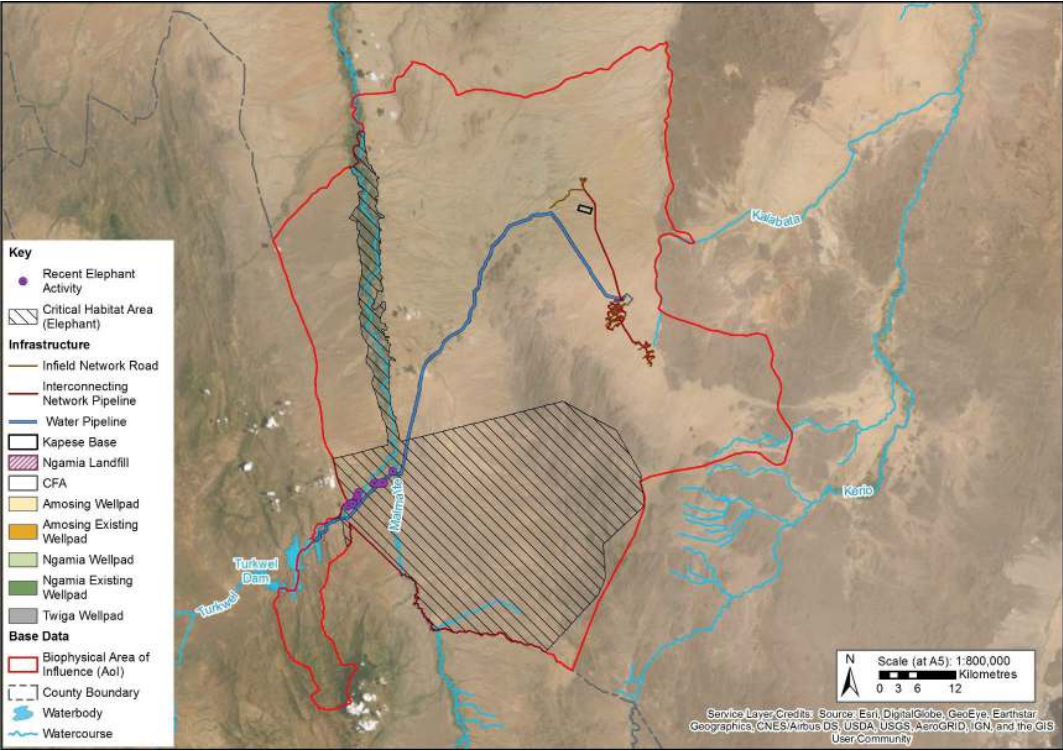 Kalabata
Key
Recent Elephant
Activity
Critical Habitat Area
(Elephant)
Infrastructure
Infield Network Road
Interconnecting
Network Pipeline
Water Pipeline
Kapese Base
Ngamia Landfill
CFA
Amosing Wellpad
Amosing Existing
Wellpad
Ngamia Wellpad
Ngamia Existing
Wellpad
Twiga Wellpad
Base Data
Biophysical Area of
Influence (AoI)
County Boundary
Waterbody
Watercourse
Malmalte
Kerio
Turkwel
Dam
Turkwel
N
Scale (at A5): 1:800,000
Kilometres
0 3 6 12
Service Layer Credits: Source: Esri, DigitalGlobe, GeoEye, Earthstar
Geographics, CNES/Airbus DS, USDA, USGS, AeroGRID, IGN, and the GIS
User Community